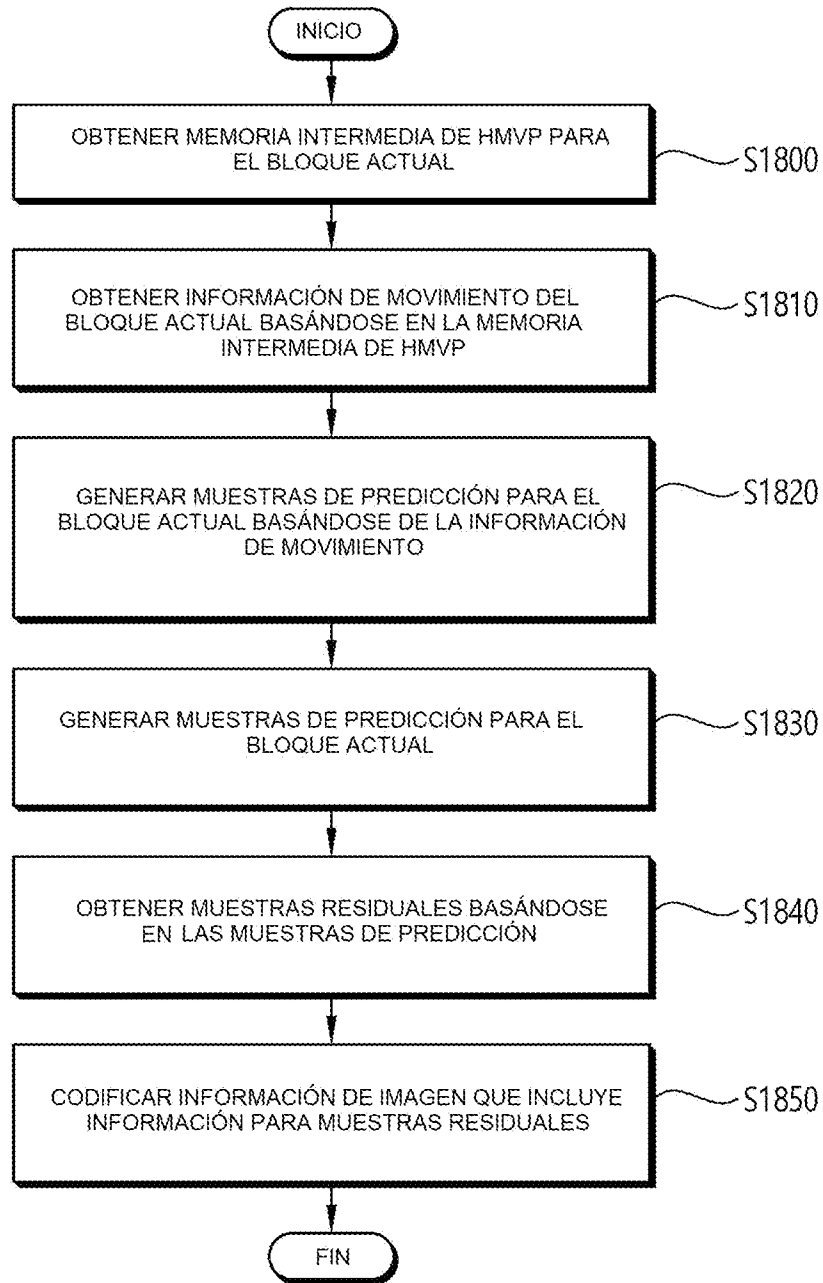 INICIO
OBTENER MEMORIA INTERMEDIA DE HMVP PARA
EL BLOQUE ACTUAL
S1800
OBTENER INFORMACIÓN DE MOVIMIENTO DEL
BLOQUE ACTUAL BASÁNDOSE EN LA MEMORIA
INTERMEDIA DE HMVP
S1810
GENERAR MUESTRAS DE PREDICCIÓN PARA EL
BLOQUE ACTUAL BASÁNDOSE DE LA INFORMACIÓN
DE MOVIMIENTO
S1820
GENERAR MUESTRAS DE PREDICCIÓN PARA EL
BLOQUE ACTUAL
S1830
OBTENER MUESTRAS RESIDUALES BASÁNDOSE
EN LAS MUESTRAS DE PREDICCIÓN
S1840
CODIFICAR INFORMACIÓN DE IMAGEN QUE INCLUYE
INFORMACIÓN PARA MUESTRAS RESIDUALES
S1850
FIN